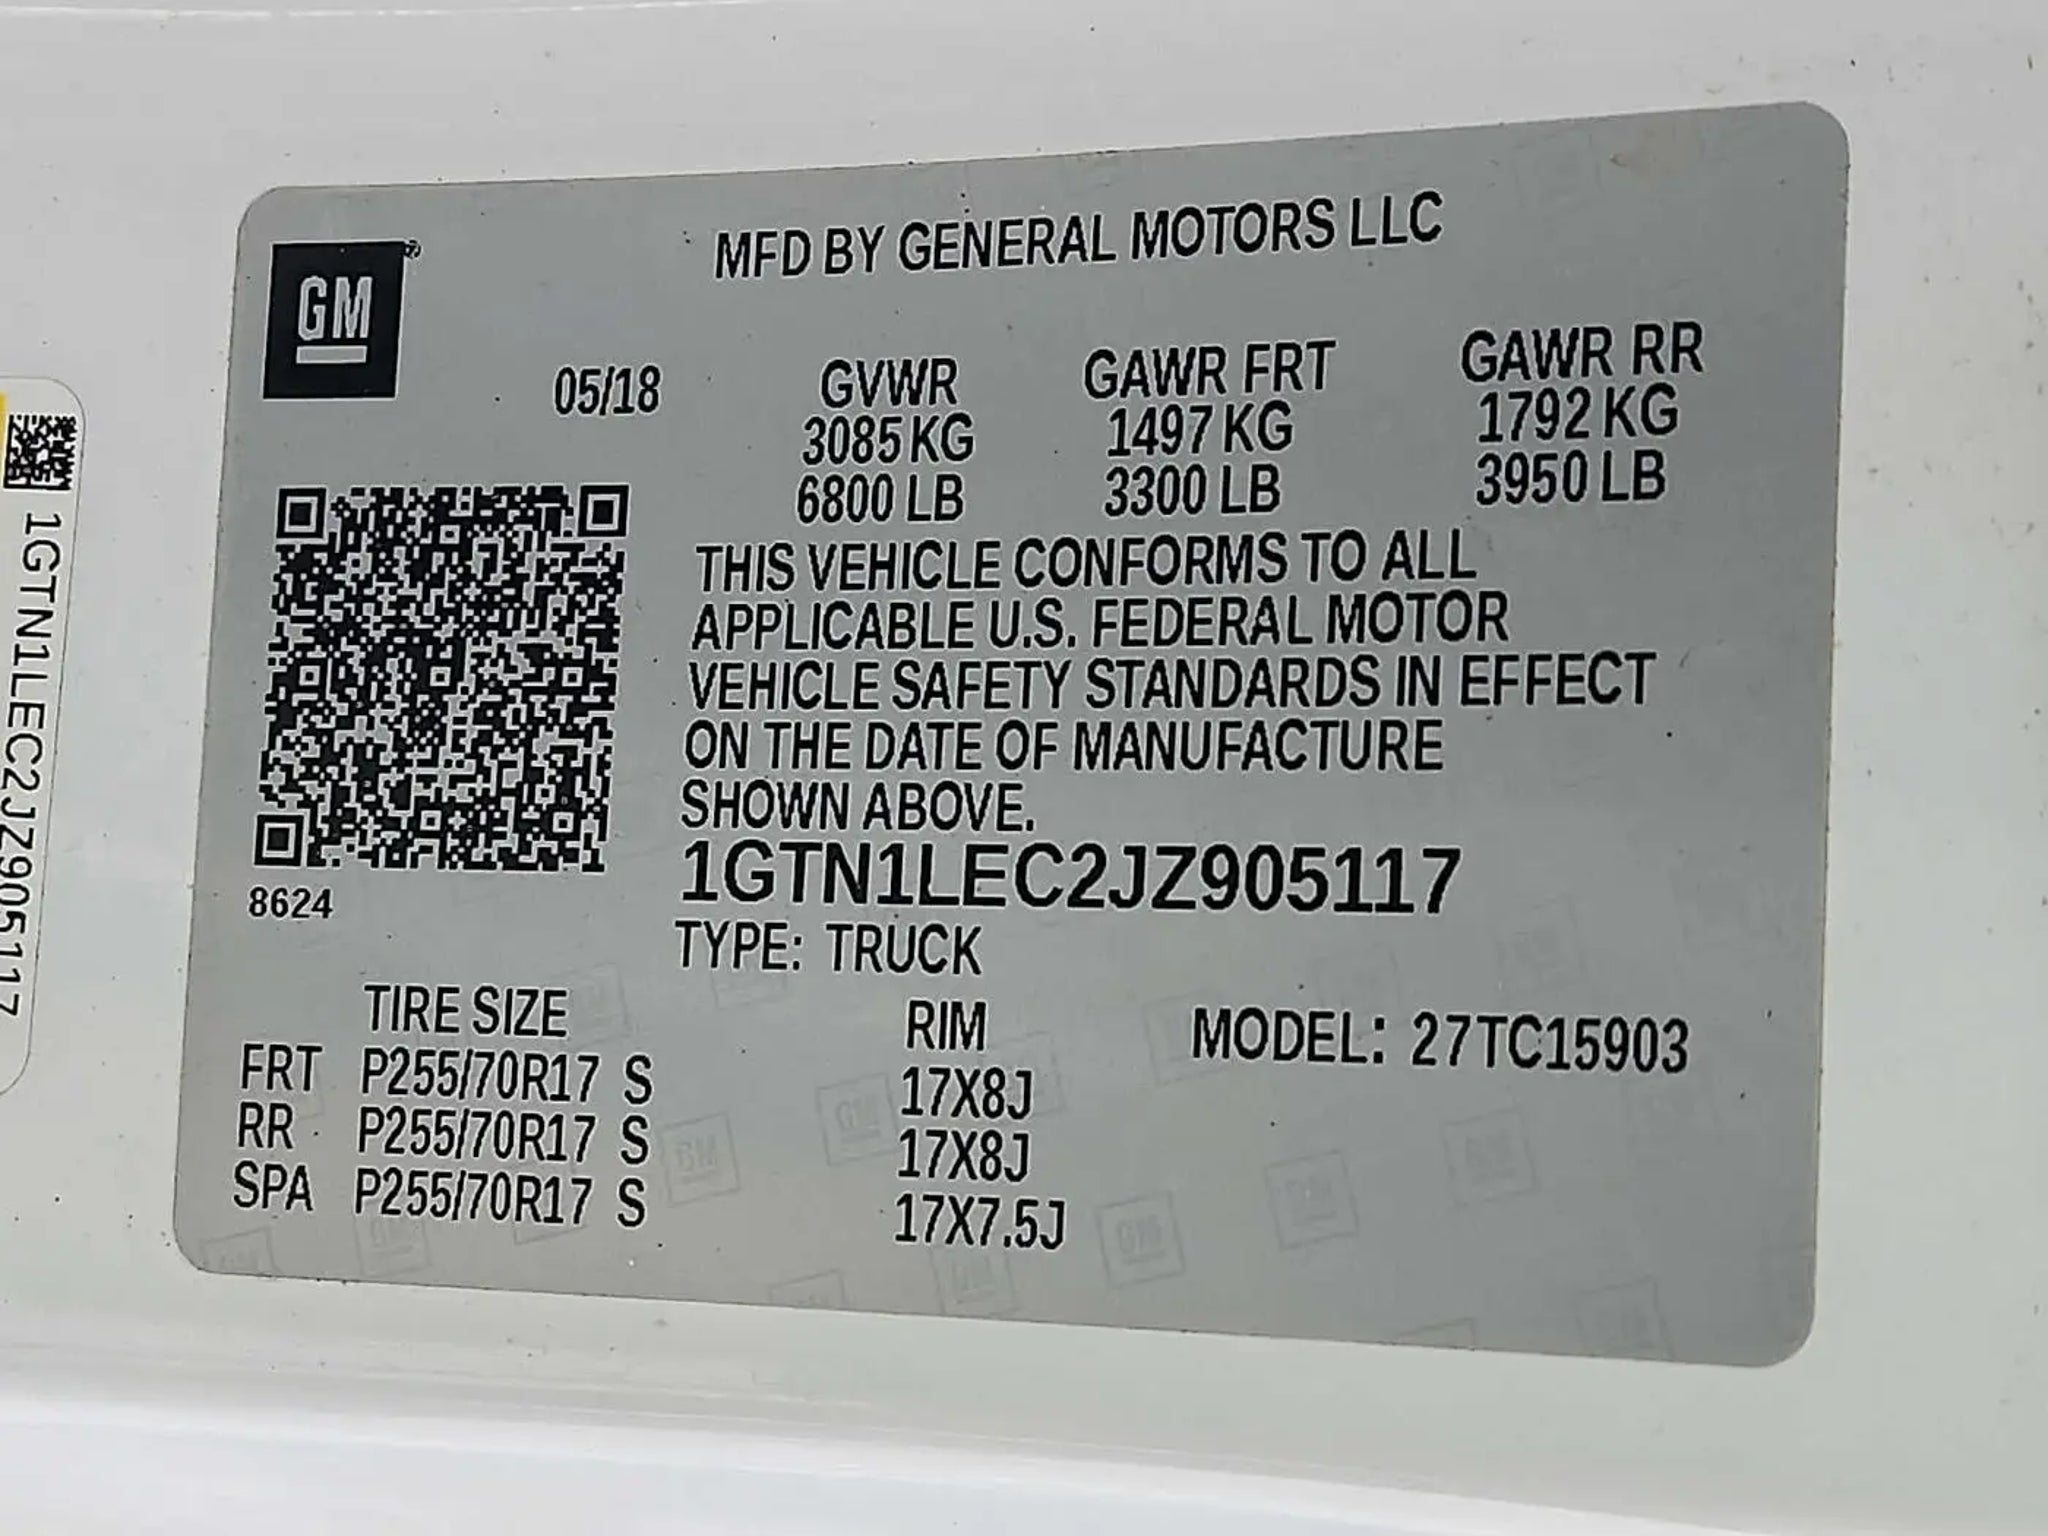 GM
MFD BY GENERAL MOTORS LLC
05/18
GVWR GAWR FRT GAWR RR
3085 KG 1497 KG 1792 KG
6800 LB 3300 LB 3950 LB
THIS VEHICLE CONFORMS TO ALL
APPLICABLE U.S. FEDERAL MOTOR
VEHICLE SAFETY STANDARDS IN EFFECT
ON THE DATE OF MANUFACTURE
SHOWN ABOVE.
1GTN1LEC2JZ905117
8624
TYPE: TRUCK
TIRE SIZE RIM MODEL: 27TC15903
FRT P255/70R17 S 17X8J
RR P255/70R17 S 17X8J
SPA P255/70R17 S 17X7.5J
1GTN1LEC2JZ905117